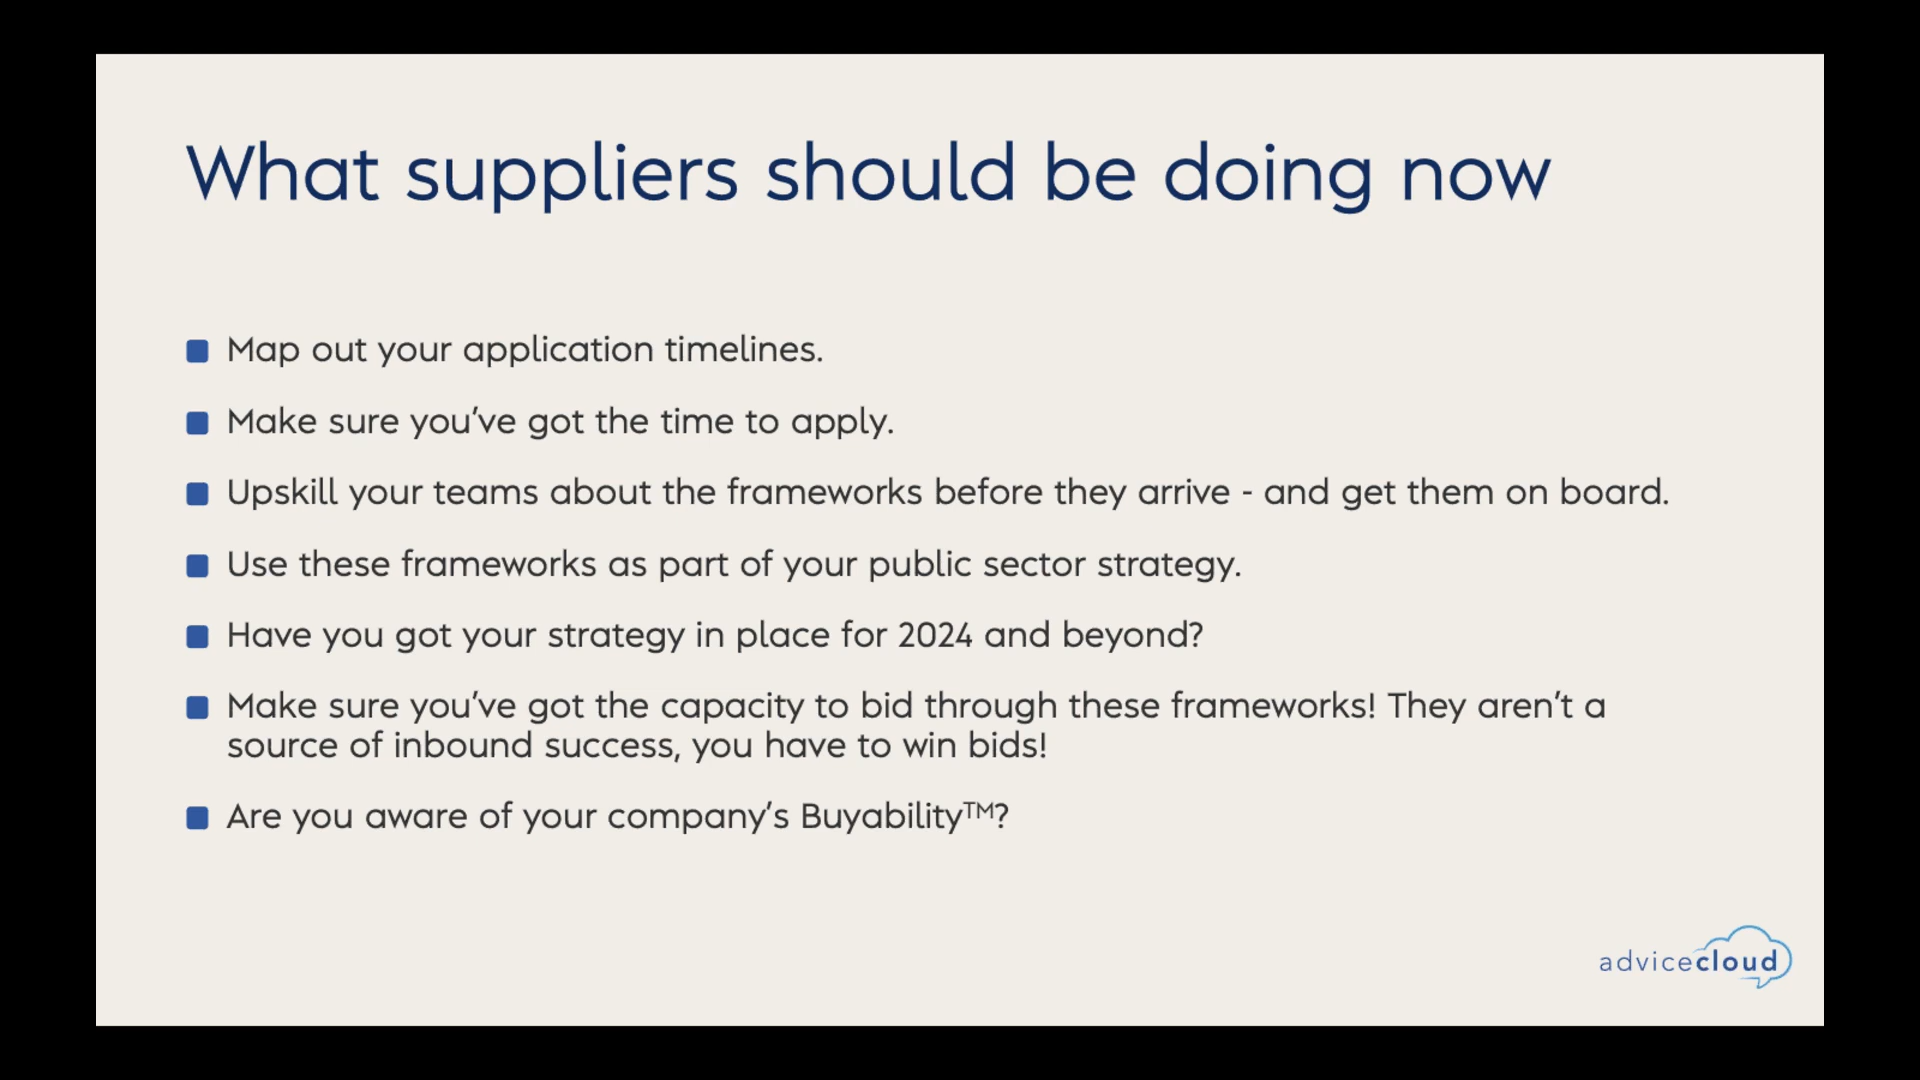 What suppliers should be doing now
Map out your application timelines.
Make sure you've got the time to apply.
Upskill your teams about the frameworks before they arrive - and get them on board.
Use these frameworks as part of your public sector strategy.
Have you got your strategy in place for 2024 and beyond?
Make sure you've got the capacity to bid through these frameworks! They aren't a
source of inbound success, you have to win bids!
Are you aware of your company's Buyability™?
advicecloud